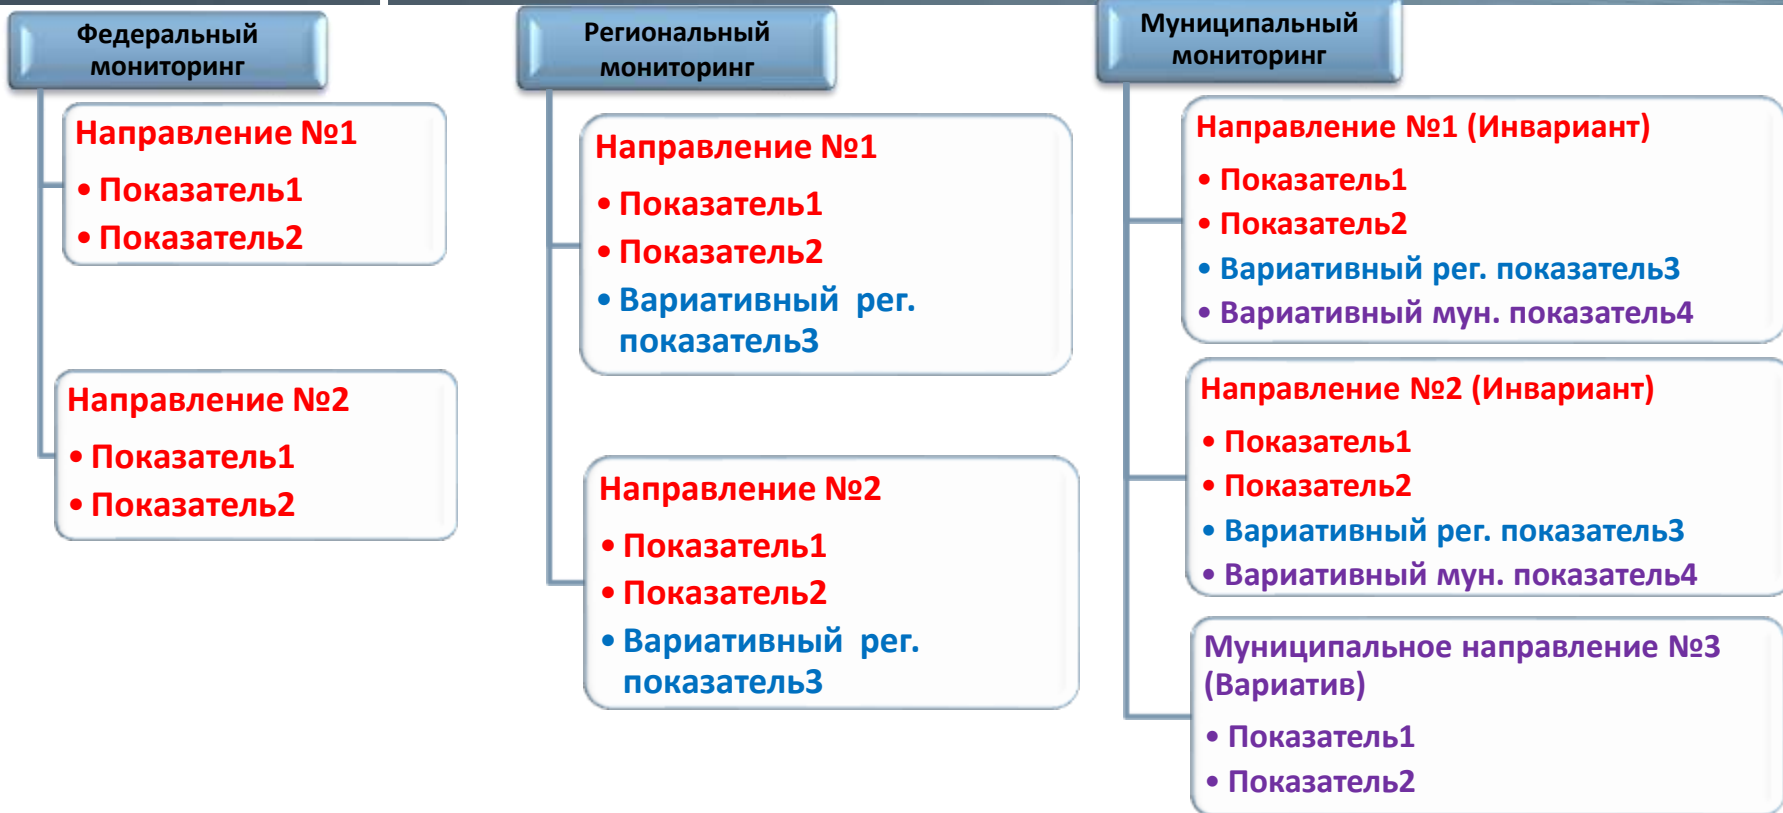 Федеральный
мониторинг
Направление №1
• Показатель1
• Показатель2
Направление №2
• Показатель1
• Показатель2
Региональный
мониторинг
Направление №1
• Показатель1
• Показатель2
• Вариативный рег.
показатель3
Направление №2
• Показатель1
• Показатель2
• Вариативный рег.
показатель3
Муниципальный
мониторинг
Направление №1 (Инвариант)
• Показатель1
• Показатель2
• Вариативный рег. показатель3
• Вариативный мун. показатель4
Направление №2 (Инвариант)
• Показатель1
• Показатель2
• Вариативный рег. показатель3
• Вариативный мун. показатель4
Муниципальное направление №3
(Вариатив)
• Показатель1
• Показатель2